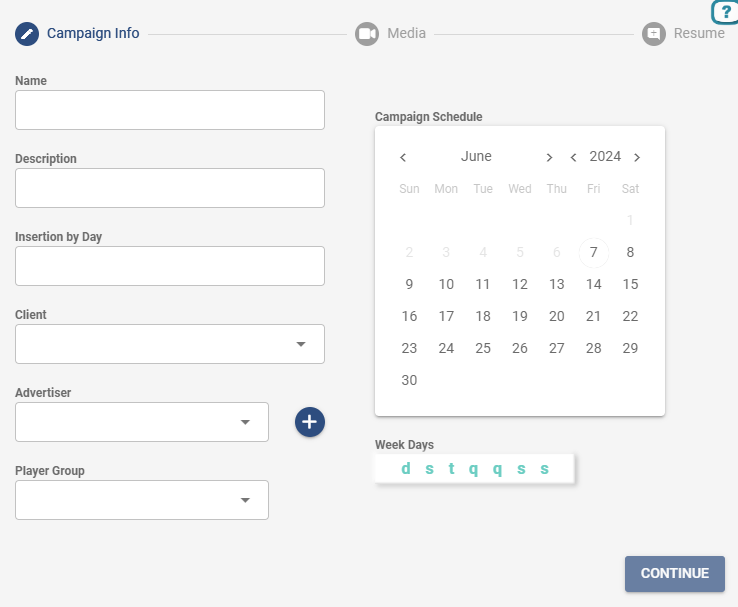 ?
Campaign Info
Media
Resume
Name
Description
Insertion by Day
Client
Advertiser
Player Group
Campaign Schedule
June 2024
Sun Mon Tue Wed Thu Fri Sat
1
2 3 4 5 6 7 8
9 10 11 12 13 14 15
16 17 18 19 20 21 22
23 24 25 26 27 28 29
30
Week Days
d s t q q s s
CONTINUE